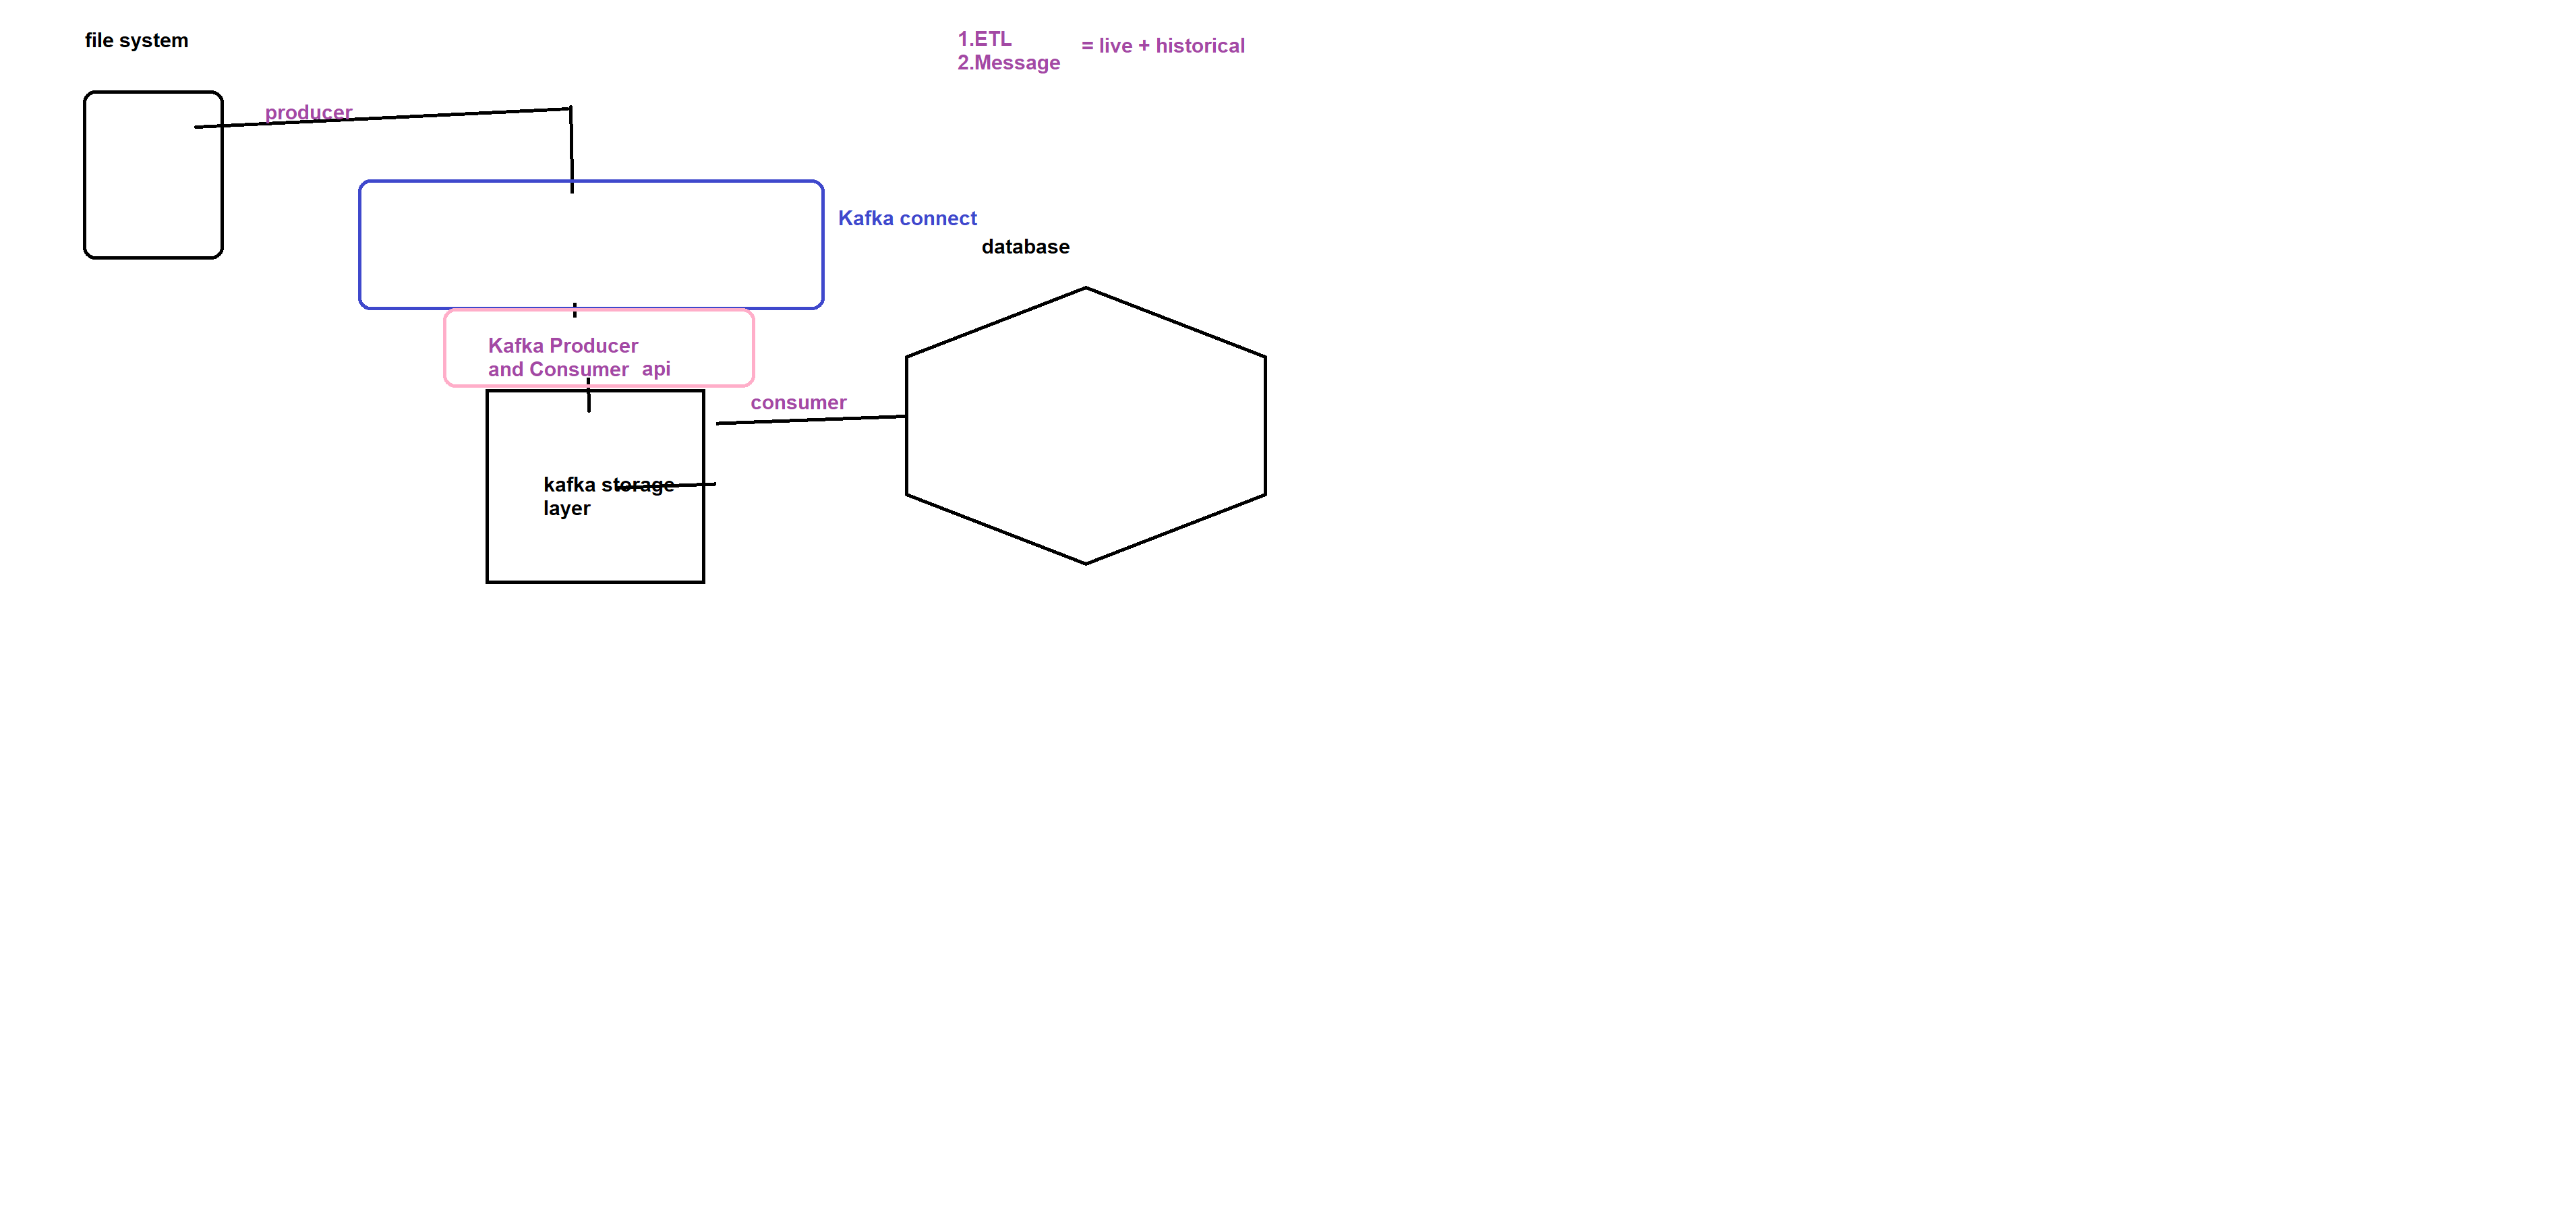 file system
1.ETL
2.Message
= live + historical
producer
Kafka connect
database
Kafka Producer
and Consumer api
consumer
kafka storage
layer